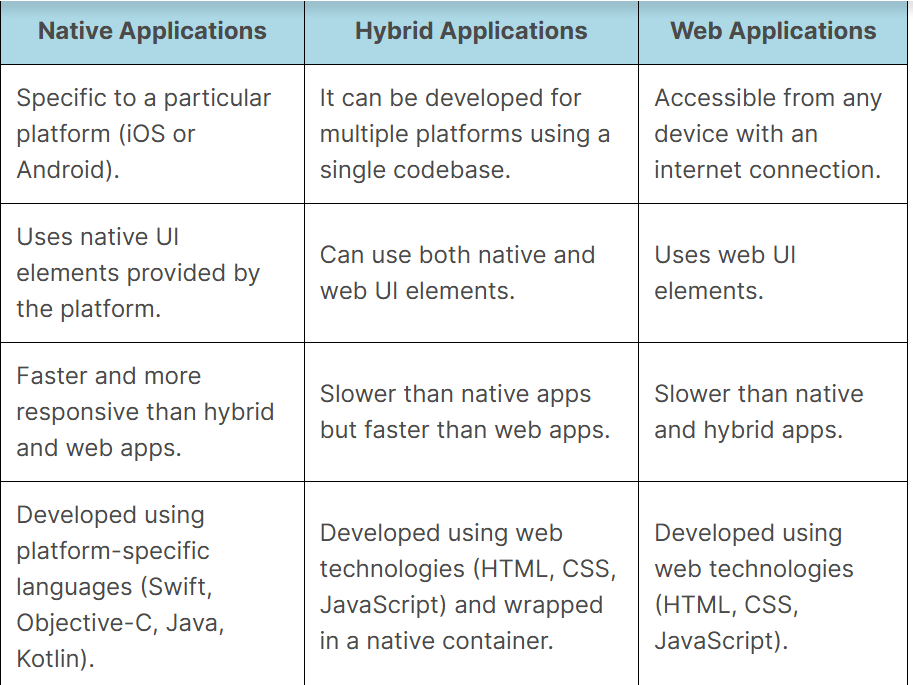 Native Applications
Hybrid Applications
Web Applications
Specific to a particular
platform (iOS or
Android).
It can be developed for
multiple platforms using a
single codebase.
Accessible from any
device with an
internet connection.
Uses native UI
elements provided by
the platform.
Can use both native and
web UI elements.
Uses web UI
elements.
Faster and more
responsive than hybrid
and web apps.
Slower than native apps
but faster than web apps.
Slower than native
and hybrid apps.
Developed using
platform-specific
languages (Swift,
Objective-C, Java,
Kotlin).
Developed using web
technologies (HTML, CSS,
JavaScript) and wrapped
in a native container.
Developed using
web technologies
(HTML, CSS,
JavaScript).